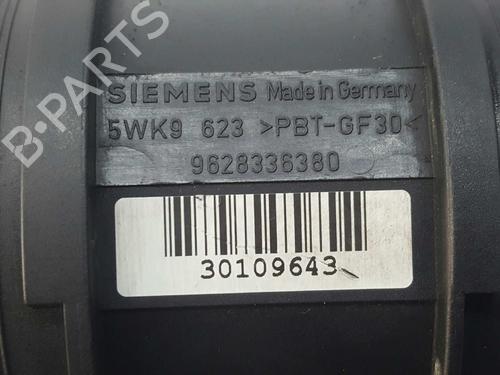 B-PARTS
SIEMENS Made in Germany
5WK9 623 >PBT-GF30<
9628336380
30109643